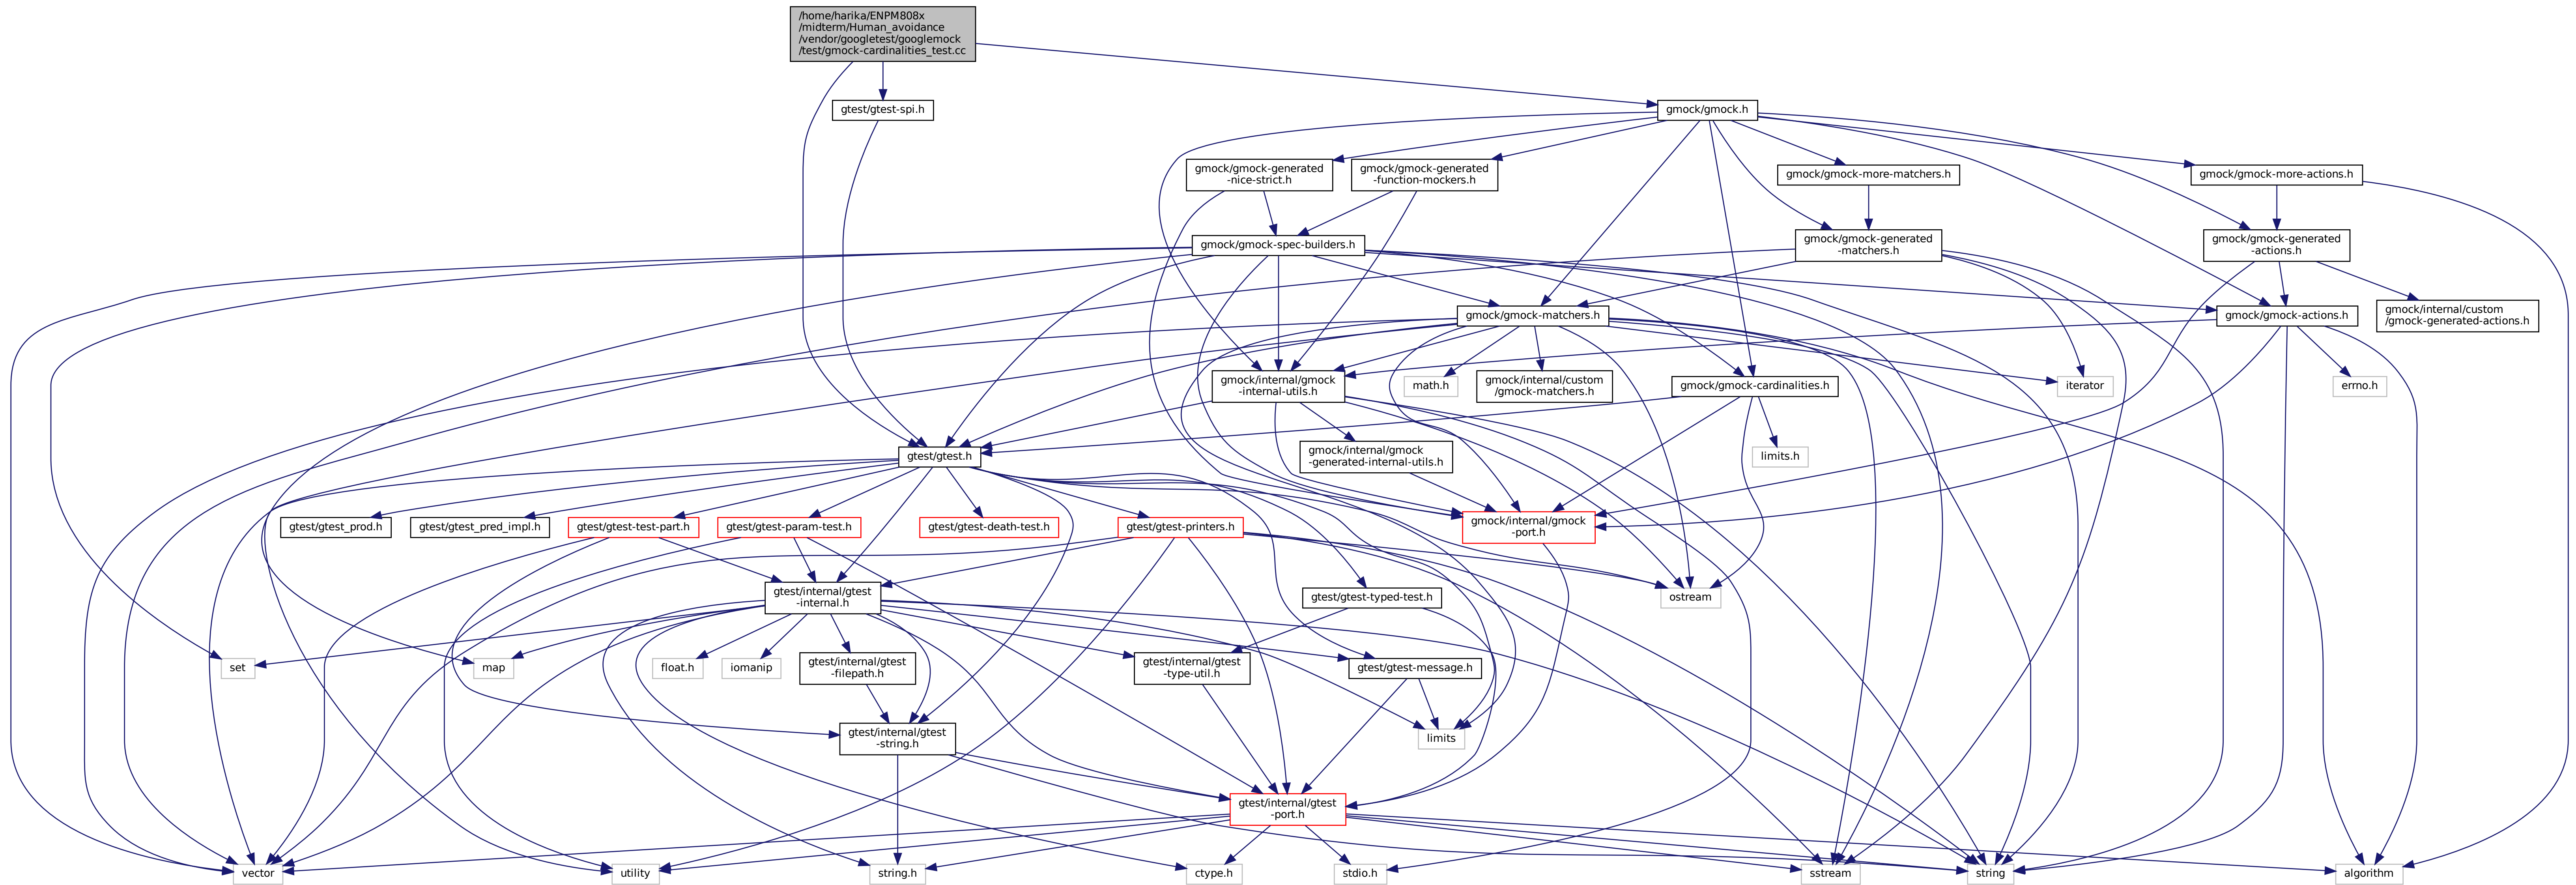 /home/harika/ENPM808x
/midterm/Human_avoidance
/vendor/googletest/googlemock
/test/gmock-cardinalities_test.cc
gtest/gtest-spi.h
gmock/gmock.h
gmock/gmock-generated
-nice-strict.h
gmock/gmock-generated
-function-mockers.h
gmock/gmock-more-matchers.h
gmock/gmock-more-actions.h
gmock/gmock-spec-builders.h
gmock/gmock-generated
-matchers.h
gmock/gmock-generated
-actions.h
gmock/gmock-matchers.h
gmock/internal/custom
/gmock-generated-actions.h
gmock/gmock-actions.h
gmock/internal/gmock
-internal-utils.h
math.h
gmock/internal/custom
/gmock-matchers.h
gmock/gmock-cardinalities.h
iterator
errno.h
gtest/gtest.h
gmock/internal/gmock
-generated-internal-utils.h
limits.h
gtest/gtest_prod.h
gtest/gtest_pred_impl.h
gtest/gtest-test-part.h
gtest/gtest-param-test.h
gtest/gtest-death-test.h
gtest/gtest-printers.h
gmock/internal/gmock
-port.h
gtest/internal/gtest
-internal.h
gtest/gtest-typed-test.h
ostream
set
map
float.h
iomanip
gtest/internal/gtest
-filepath.h
gtest/internal/gtest
-type-util.h
gtest/gtest-message.h
gtest/internal/gtest
-string.h
limits
gtest/internal/gtest
-port.h
vector
utility
string.h
ctype.h
stdio.h
sstream
string
algorithm